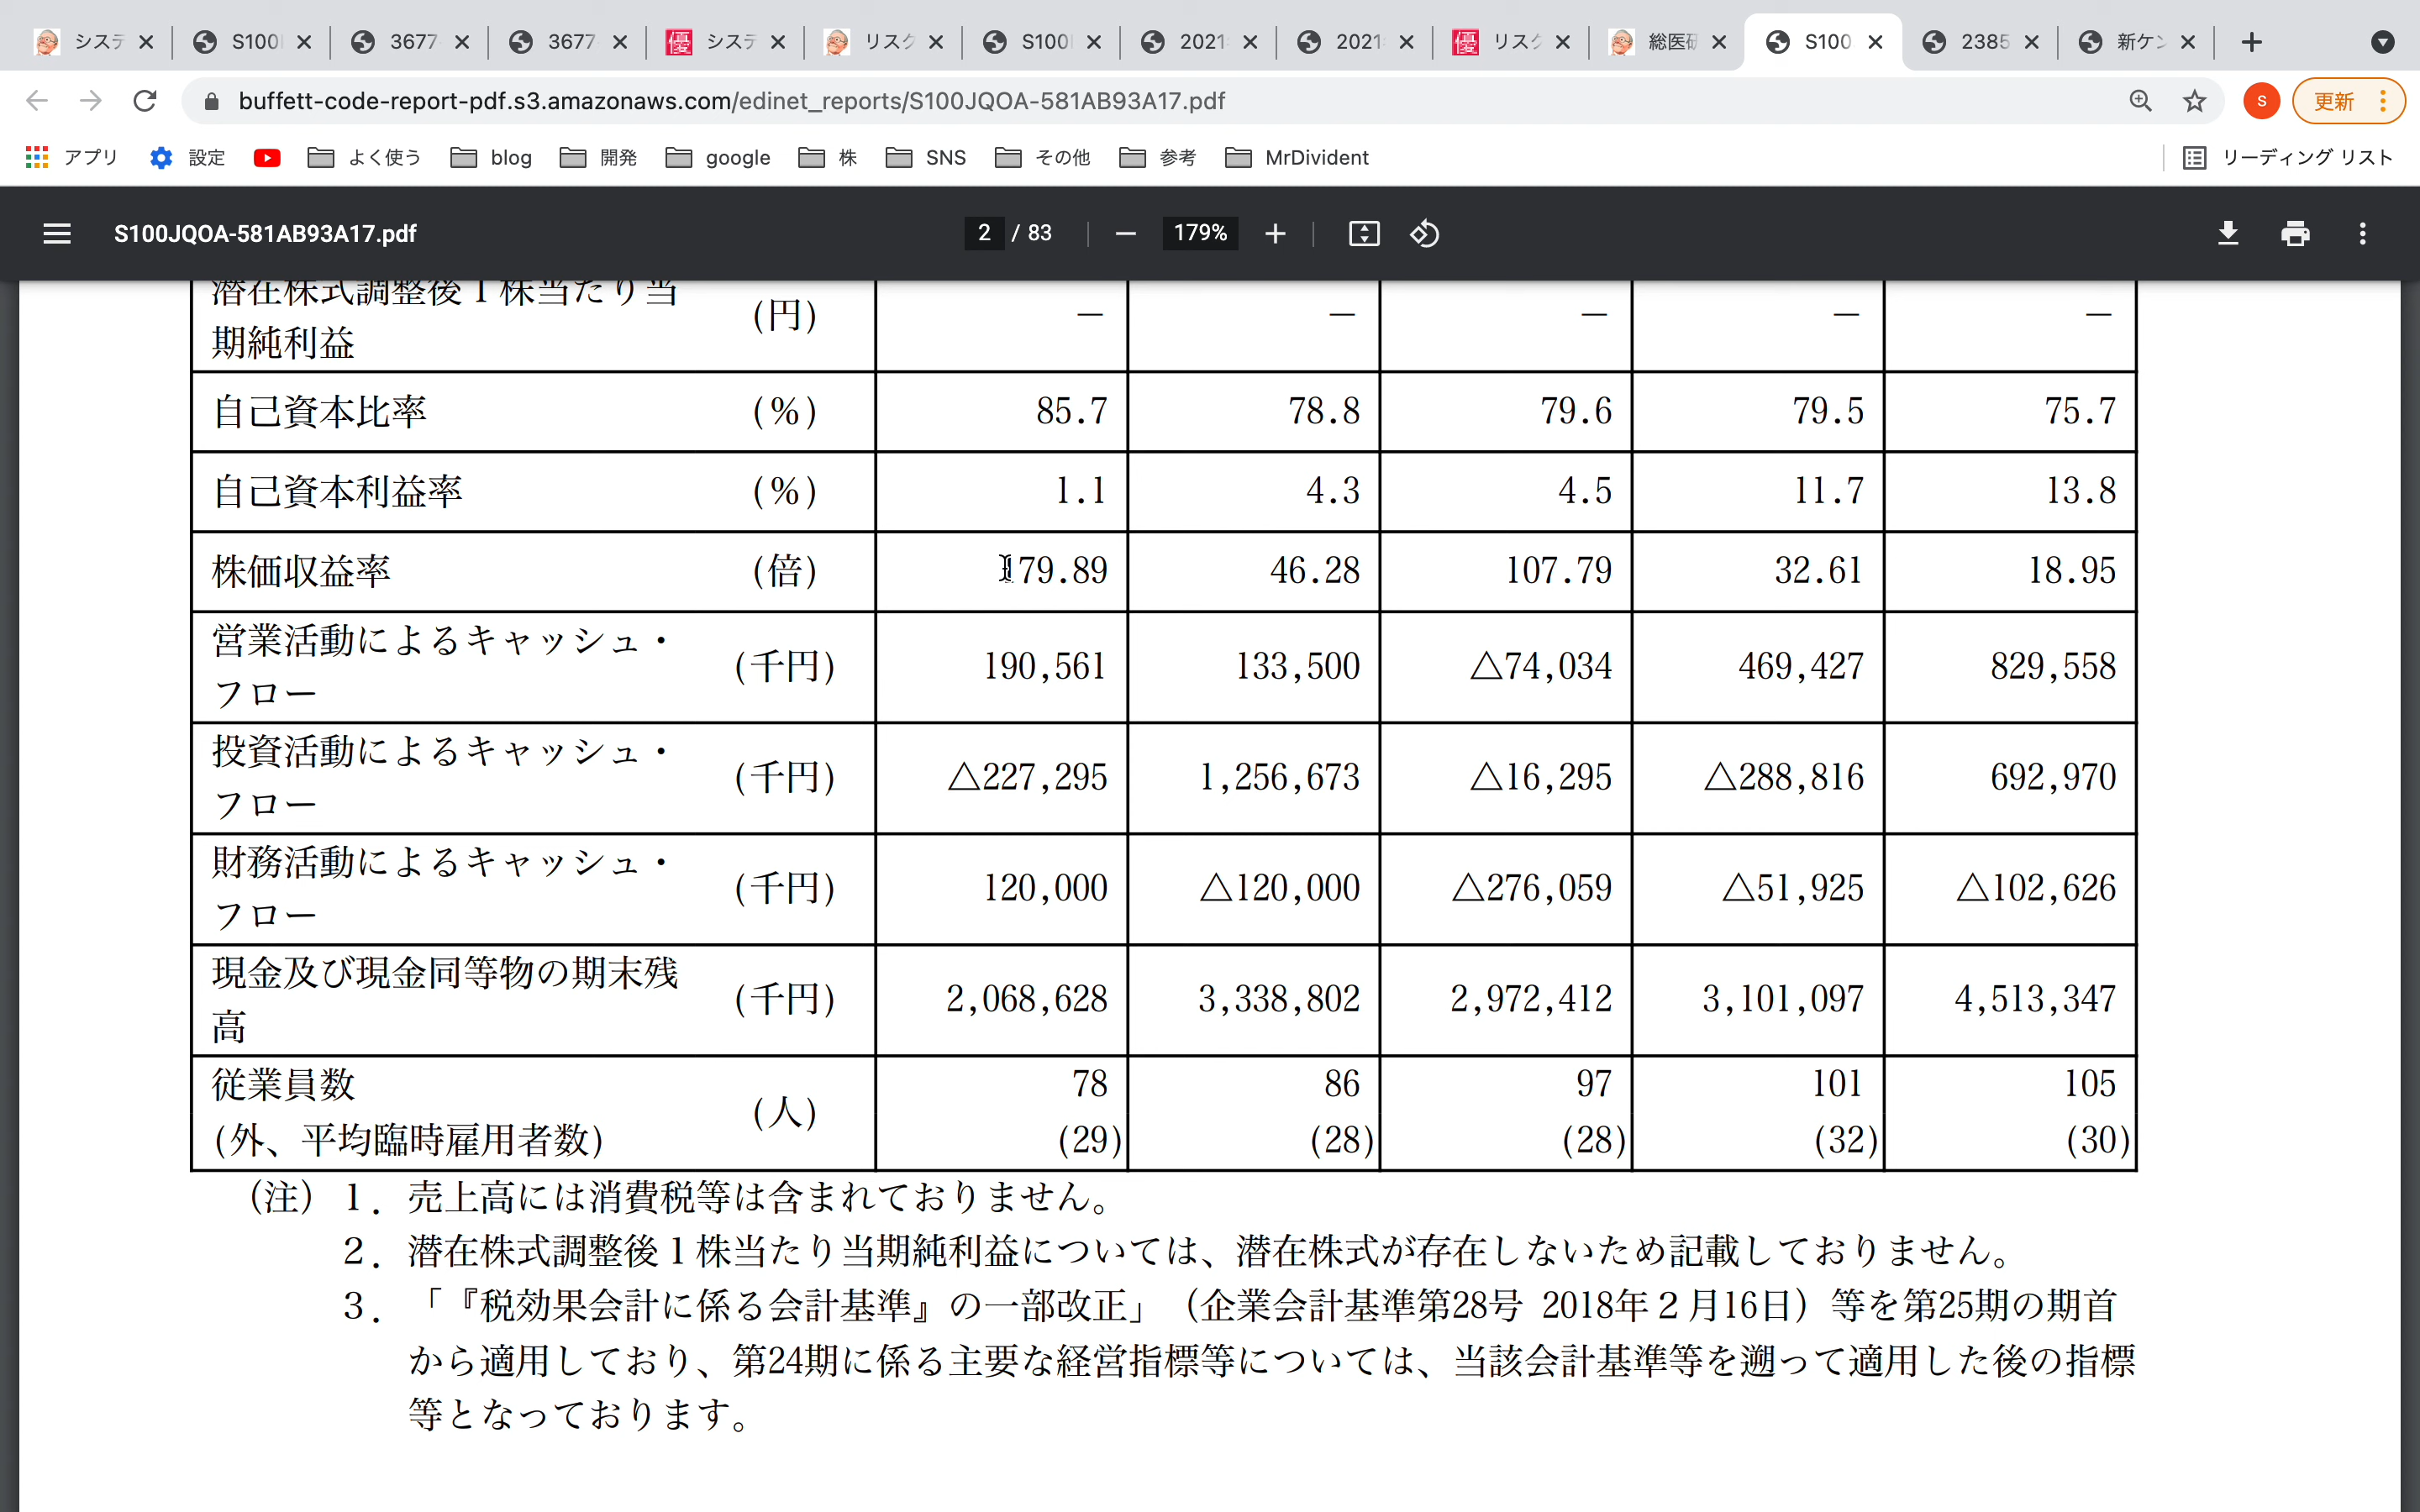 システ
S100
3677
3677
優 システ
リスク
S100
2021
2021
優 リスク
総医研
S100
2385
新ケン
buffett-code-report-pdf.s3.amazonaws.com/edinet_reports/S100JQOA-581AB93A17.pdf
S
更新
アプリ
設定
よく使う
blog
開発
google
株
SNS
その他
参考
MrDivident
リーディング リスト
S100JQOA-581AB93A17.pdf
2 / 83
179%
潜在株式調整後1株当たり当期純利益 (円) － － － － －
自己資本比率 (％) 85.7 78.8 79.6 79.5 75.7
自己資本利益率 (％) 1.1 4.3 4.5 11.7 13.8
株価収益率 (倍) 79.89 46.28 107.79 32.61 18.95
営業活動によるキャッシュ・フロー (千円) 190,561 133,500 △74,034 469,427 829,558
投資活動によるキャッシュ・フロー (千円) △227,295 1,256,673 △16,295 △288,816 692,970
財務活動によるキャッシュ・フロー (千円) 120,000 △120,000 △276,059 △51,925 △102,626
現金及び現金同等物の期末残高 (千円) 2,068,628 3,338,802 2,972,412 3,101,097 4,513,347
従業員数 (人) 78 86 97 101 105
(外、平均臨時雇用者数) (29) (28) (28) (32) (30)
（注）１．売上高には消費税等は含まれておりません。
２．潜在株式調整後１株当たり当期純利益については、潜在株式が存在しないため記載しておりません。
３．「『税効果会計に係る会計基準』の一部改正」（企業会計基準第28号 2018年２月16日）等を第25期の期首
から適用しており、第24期に係る主要な経営指標等については、当該会計基準等を遡って適用した後の指標
等となっております。